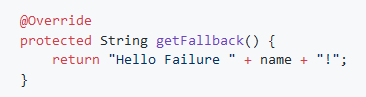 @Override
protected String getFallback() {
    return "Hello Failure " + name + "!";
}